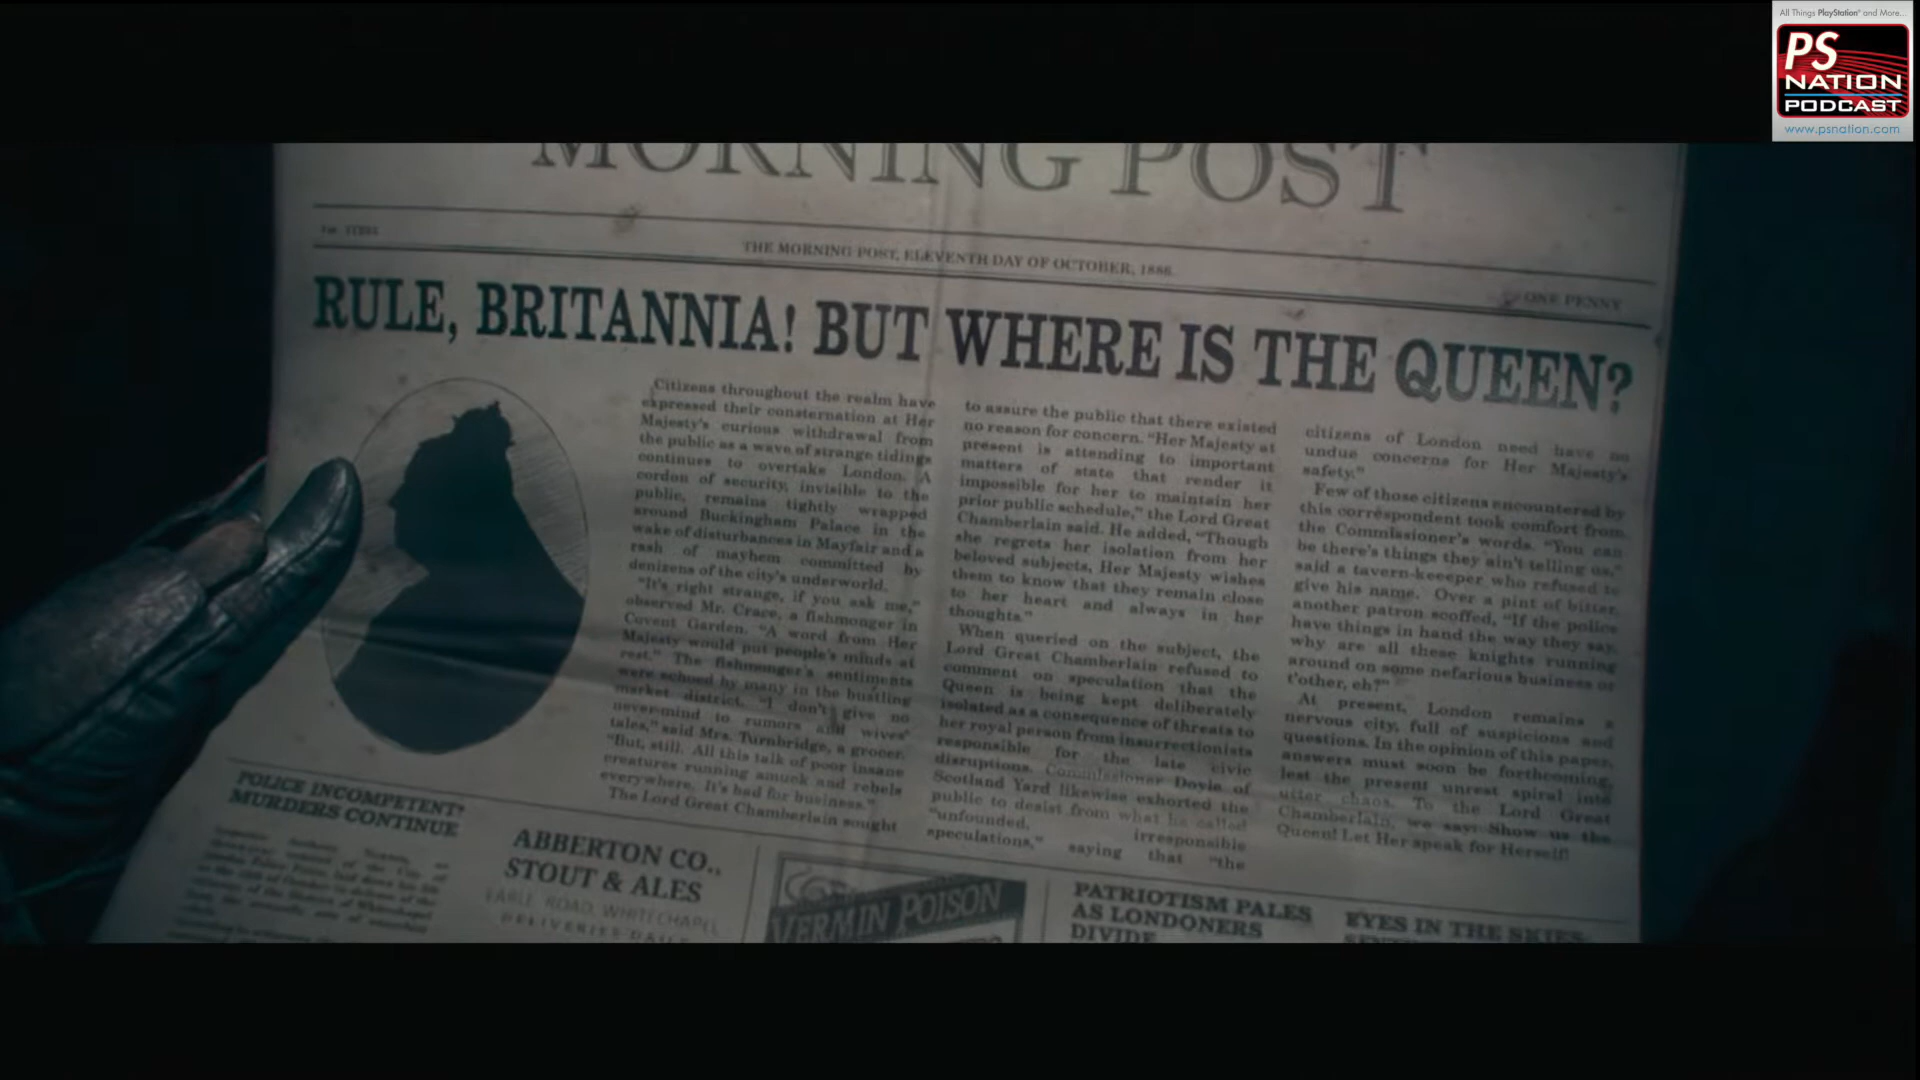 All Things PlayStation® and More...
PS
NATION
PODCAST
www.psnation.com
MORNING POST
THE MORNING POST, ELEVENTH DAY OF OCTOBER, 1886
ONE PENNY
RULE, BRITANNIA! BUT WHERE IS THE QUEEN?
Citizens throughout the realm have
expressed their consternation at Her
Majesty's curious withdrawal from
the public as a wave of strange tidings
continues to overtake London. A
cordon of security, invisible to the
public, remains tightly wrapped
around Buckingham Palace in the
wake of disturbances in Mayfair and a
rash of mayhem committed by
denizens of the city's underworld.
"It's right strange, if you ask me,"
observed Mr. Crace, a fishmonger in
Covent Garden. "A word from Her
Majesty would put people's minds at
rest." The fishmonger's sentiments
were echoed by many in the bustling
market district. "I don't give no
nevermind to rumors and wives'
tales," said Mrs. Turnbridge, a grocer.
"But, still. All this talk of poor insane
creatures running amuck and rebels
everywhere. It's bad for business."
The Lord Great Chamberlain sought
to assure the public that there existed
no reason for concern. "Her Majesty at
present is attending to important
matters of state that render it
impossible for her to maintain her
prior public schedule," the Lord Great
Chamberlain said. He added, "Though
she regrets her isolation from her
beloved subjects, Her Majesty wishes
them to know that they remain close
to her heart and always in her
thoughts."
When queried on the subject, the
Lord Great Chamberlain refused to
comment on speculation that the
Queen is being kept deliberately
isolated as a consequence of threats to
her royal person from insurrectionists
responsible for the late civic
disruptions. Commissioner Doyle of
Scotland Yard likewise exhorted the
public to desist from what he called
"unfounded, irresponsible
speculations," saying that "the
citizens of London need have no
undue concerns for Her Majesty's
safety."
Few of those citizens encountered by
this correspondent took comfort from
the Commissioner's words. "You can
be there's things they ain't telling us,"
said a tavern-keeper who refused to
give his name. Over a pint of bitter,
another patron scoffed, "If the police
have things in hand the way they say,
why are all these knights running
around on some nefarious business or
t'other, eh?"
At present, London remains a
nervous city, full of suspicions and
questions. In the opinion of this paper,
answers must soon be forthcoming,
lest the present unrest spiral into
utter chaos. To the Lord Great
Chamberlain, we say: Show us the
Queen! Let Her speak for Herself!
POLICE INCOMPETENT?
MURDERS CONTINUE
ABBERTON CO.,
STOUT & ALES
EARLE ROAD, WHITECHAPEL
DELIVERIES DAILY
VERMIN POISON
PATRIOTISM PALES
AS LONDONERS
DIVIDE
EYES IN THE SKIES